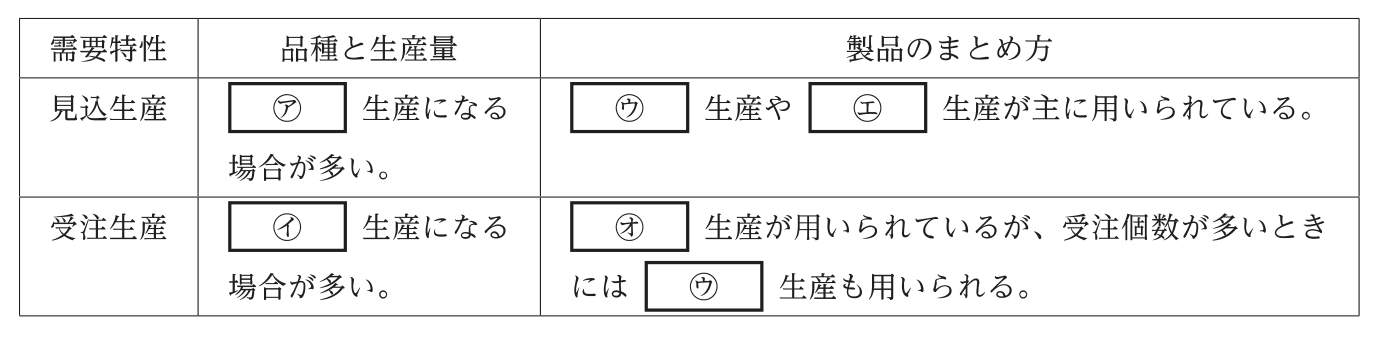 需要特性 品種と生産量 製品のまとめ方
見込生産 ㋐ 生産になる ㋒ 生産や ㋓ 生産が主に用いられている。
場合が多い。
受注生産 ㋑ 生産になる ㋔ 生産が用いられているが、受注個数が多いとき
場合が多い。 には ㋒ 生産も用いられる。